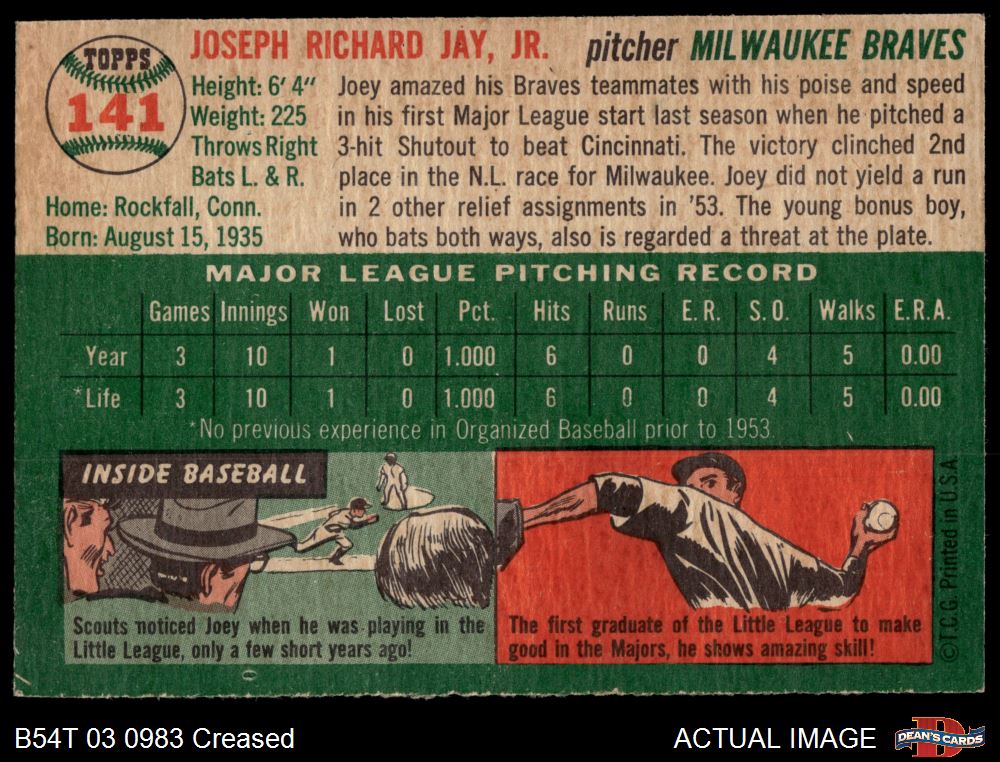 TOPPS
141
JOSEPH RICHARD JAY, JR. pitcher MILWAUKEE BRAVES
Height: 6' 4"
Weight: 225
Throws Right
Bats L. & R.
Home: Rockfall, Conn.
Born: August 15, 1935
Joey amazed his Braves teammates with his poise and speed
in his first Major League start last season when he pitched a
3-hit Shutout to beat Cincinnati. The victory clinched 2nd
place in the N.L. race for Milwaukee. Joey did not yield a run
in 2 other relief assignments in '53. The young bonus boy,
who bats both ways, also is regarded a threat at the plate.
MAJOR LEAGUE PITCHING RECORD
Games Innings Won Lost Pct. Hits Runs E.R. S.O. Walks E.R.A.
Year 3 10 1 0 1.000 6 0 0 4 5 0.00
*Life 3 10 1 0 1.000 6 0 0 4 5 0.00
*No previous experience in Organized Baseball prior to 1953.
INSIDE BASEBALL
Scouts noticed Joey when he was playing in the
Little League, only a few short years ago!
The first graduate of the Little League to make
good in the Majors, he shows amazing skill!
©T.C.G. Printed in U.S.A.
B54T 03 0983 Creased
ACTUAL IMAGE
DEAN'S CARDS